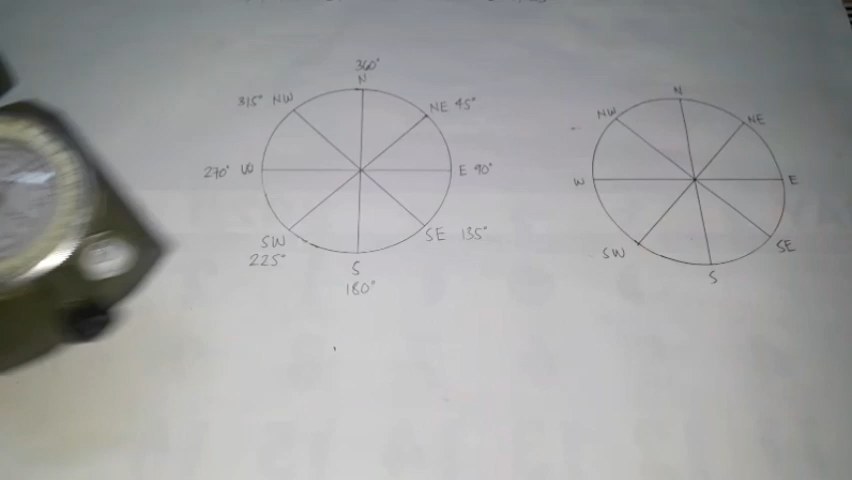 360°
N
315° NW
NE 45°
270° W
E 90°
SW
225°
SE 135°
S
180°
N
NW
NE
W
E
SW
SE
S